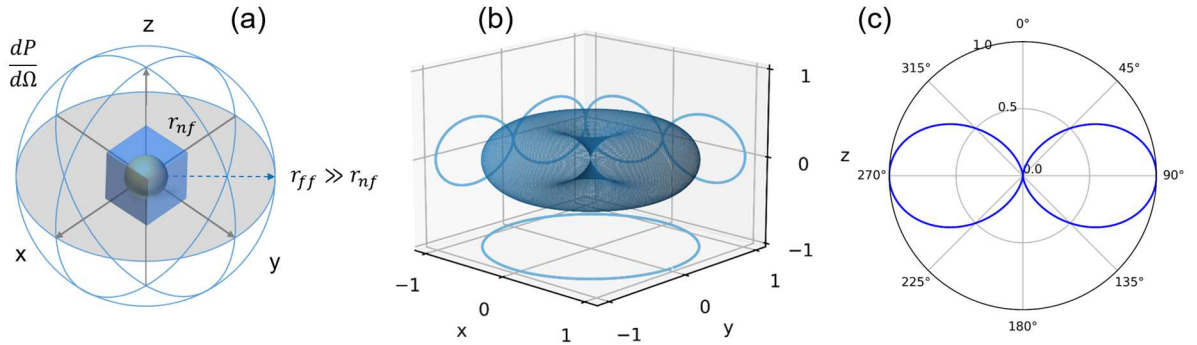 (a)
z
dP
dΩ
r_nf
r_ff ≫ r_nf
x
y
(b)
1
0
−1
−1
0
1
−1
0
1
x
y
(c)
0°
1.0
315°
45°
0.5
z
270°
0.0
90°
225°
135°
180°